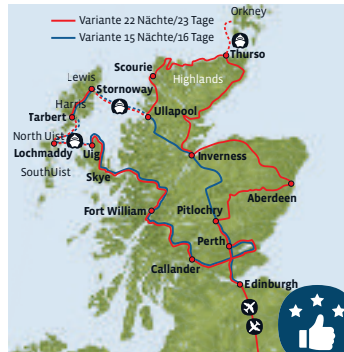 Orkney
Variante 22 Nächte/23 Tage
Variante 15 Nächte/16 Tage
Thurso
Scourie
Highlands
Lewis
Stornoway
Harris
Ullapool
Tarbert
North Uist
Lochmaddy
Uig
Inverness
SouthUist
Skye
Aberdeen
Fort William
Pitlochry
Perth
Callander
Edinburgh